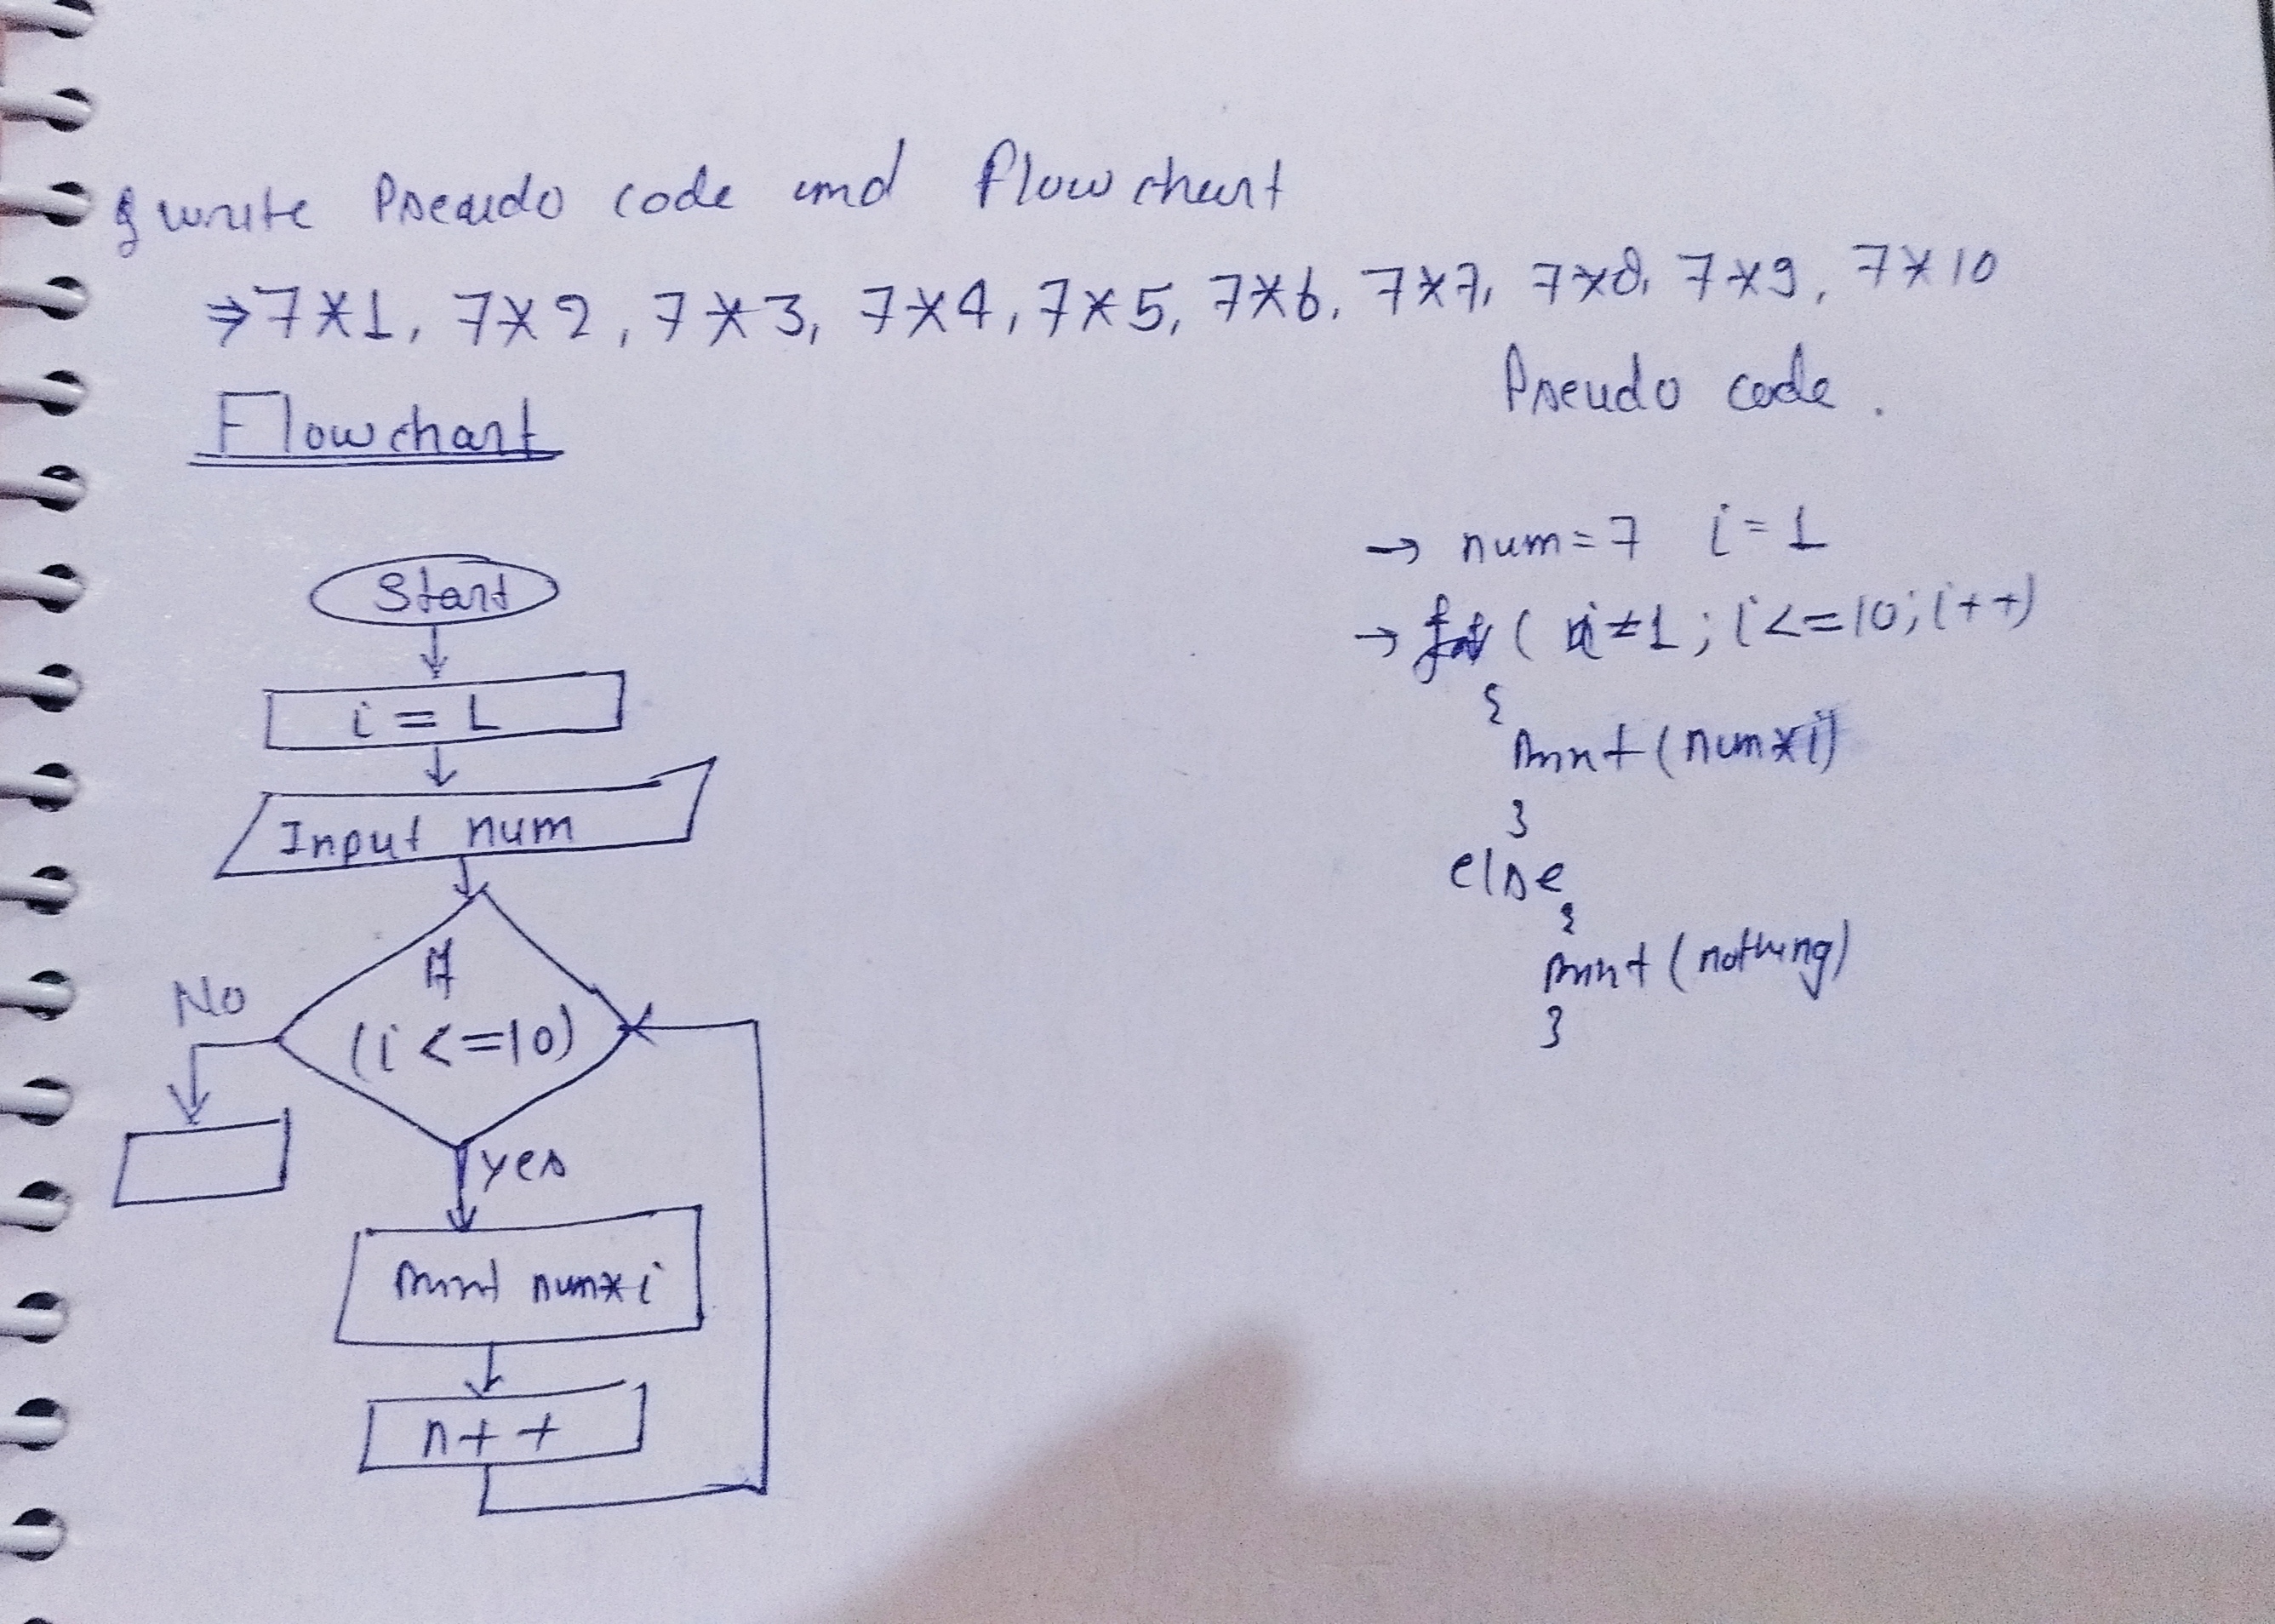 Q write Pseudo code and flow chart
⇒ 7*1, 7*2, 7*3, 7*4, 7*5, 7*6, 7*7, 7*8, 7*9, 7*10
Flowchart
Start
i = 1
Input num
If
(i <=10)
No
yes
print num*i
n++
Pseudo code.
→ num=7 i=1
→ for ( i=1; i<=10; i++)
{
print (num*i)
}
else
{
print (nothing)
}